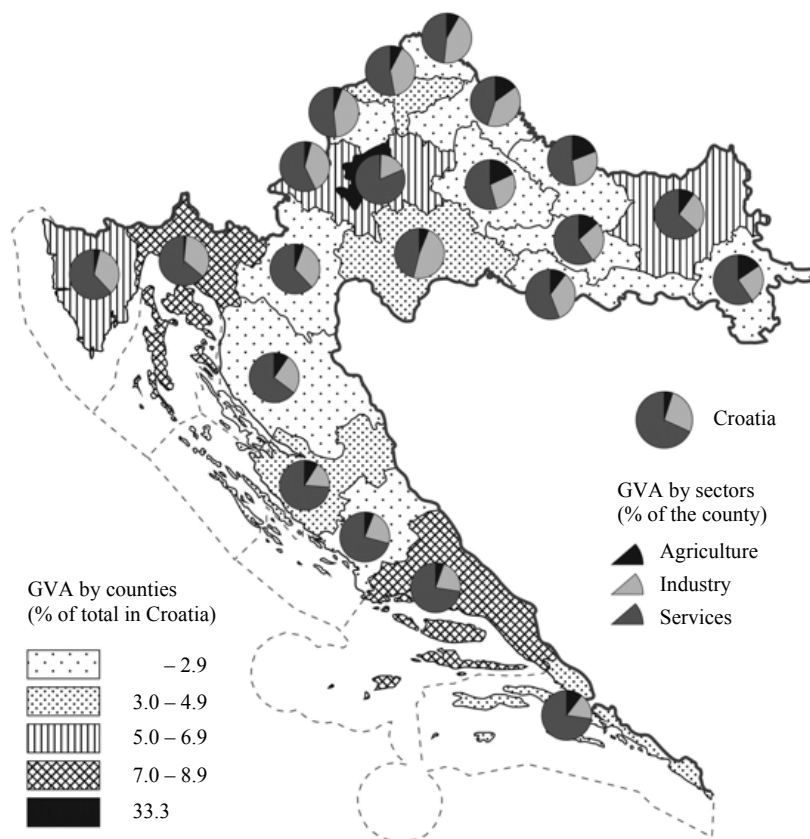 Croatia
GVA by sectors
(% of the county)
Agriculture
Industry
Services
GVA by counties
(% of total in Croatia)
– 2.9
3.0 – 4.9
5.0 – 6.9
7.0 – 8.9
33.3